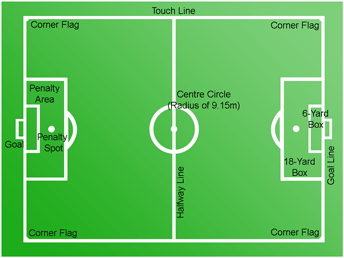 Touch Line
Corner Flag
Corner Flag
Penalty
Area
Centre Circle
(Radius of 9.15m)
6-Yard
Box
Goal
Penalty
Spot
18-Yard
Box
Goal Line
Halfway Line
Corner Flag
Corner Flag